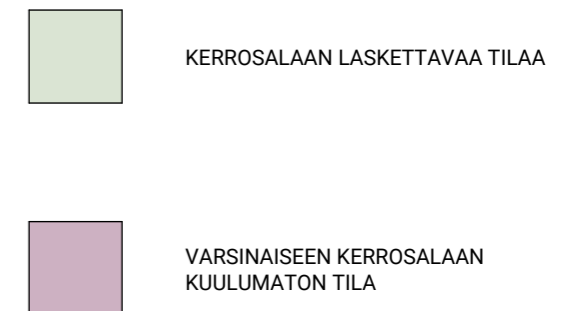 KERROSALAAN LASKETTAVAA TILAA
VARSINAISEEN KERROSALAAN
KUULUMATON TILA